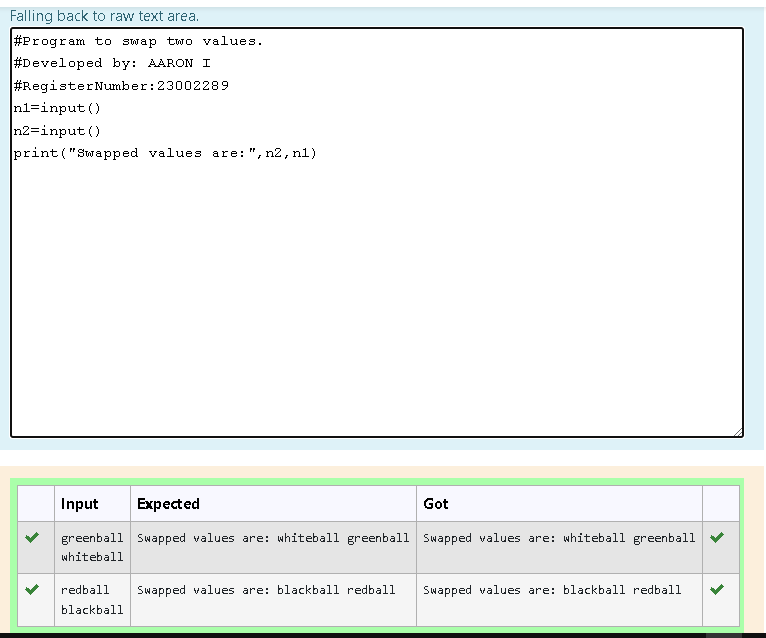 Falling back to raw text area.
#Program to swap two values.
#Developed by: AARON I
#RegisterNumber:23002289
n1=input()
n2=input()
print("Swapped values are:",n2,n1)
Input Expected Got
greenball Swapped values are: whiteball greenball Swapped values are: whiteball greenball
whiteball
redball Swapped values are: blackball redball Swapped values are: blackball redball
blackball